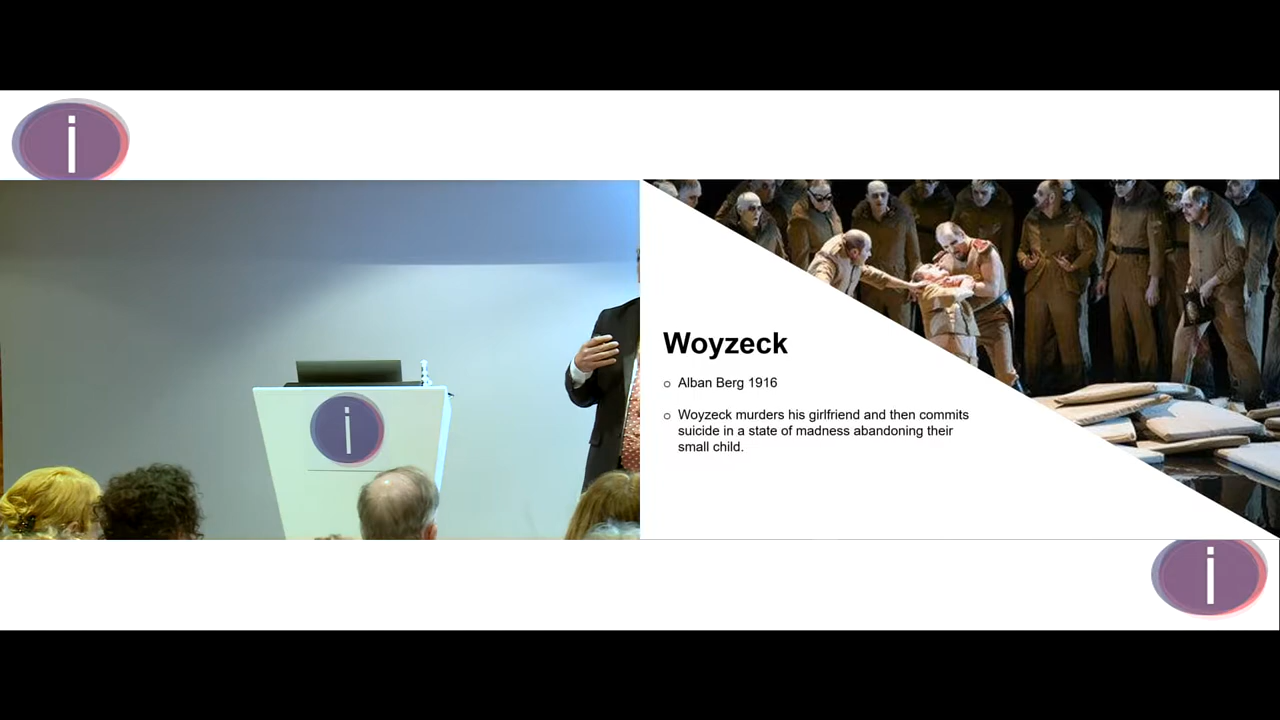 i
i
Woyzeck
Alban Berg 1916
Woyzeck murders his girlfriend and then commits
suicide in a state of madness abandoning their
small child.
i